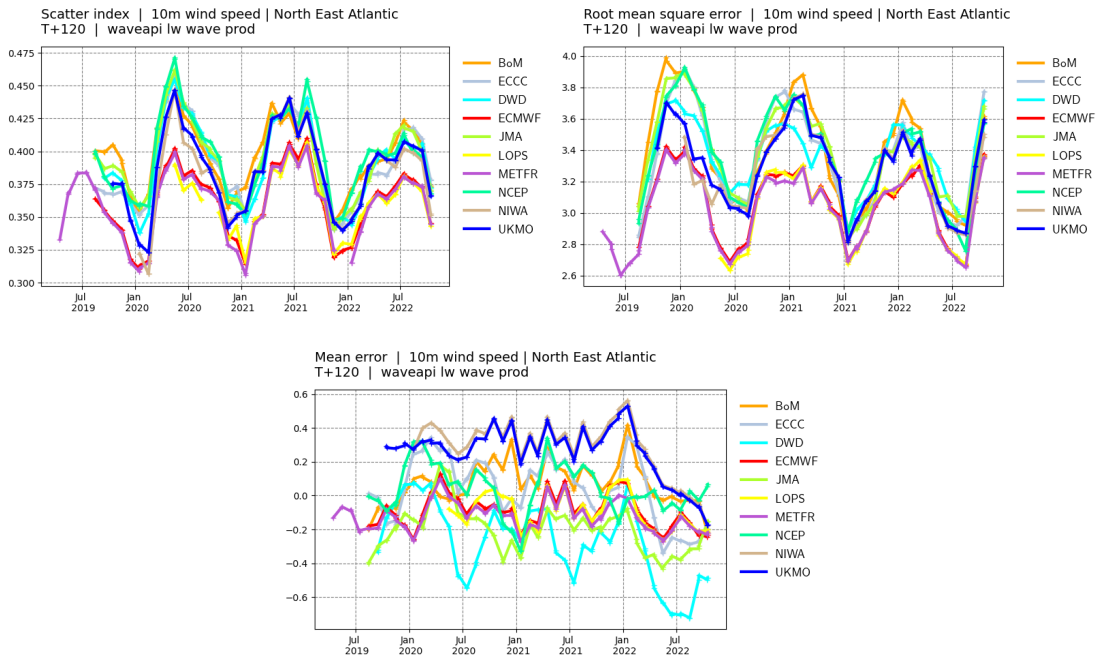 Scatter index | 10m wind speed | North East Atlantic
T+120 | waveapi lw wave prod
0.475
0.450
0.425
0.400
0.375
0.350
0.325
0.300
Jul
2019
Jan
2020
Jul
2020
Jan
2021
Jul
2021
Jan
2022
Jul
2022
BoM
ECCC
DWD
ECMWF
JMA
LOPS
METFR
NCEP
NIWA
UKMO
Root mean square error | 10m wind speed | North East Atlantic
T+120 | waveapi lw wave prod
4.0
3.8
3.6
3.4
3.2
3.0
2.8
2.6
Jul
2019
Jan
2020
Jul
2020
Jan
2021
Jul
2021
Jan
2022
Jul
2022
BoM
ECCC
DWD
ECMWF
JMA
LOPS
METFR
NCEP
NIWA
UKMO
Mean error | 10m wind speed | North East Atlantic
T+120 | waveapi lw wave prod
0.6
0.4
0.2
0.0
−0.2
−0.4
−0.6
Jul
2019
Jan
2020
Jul
2020
Jan
2021
Jul
2021
Jan
2022
Jul
2022
BoM
ECCC
DWD
ECMWF
JMA
LOPS
METFR
NCEP
NIWA
UKMO